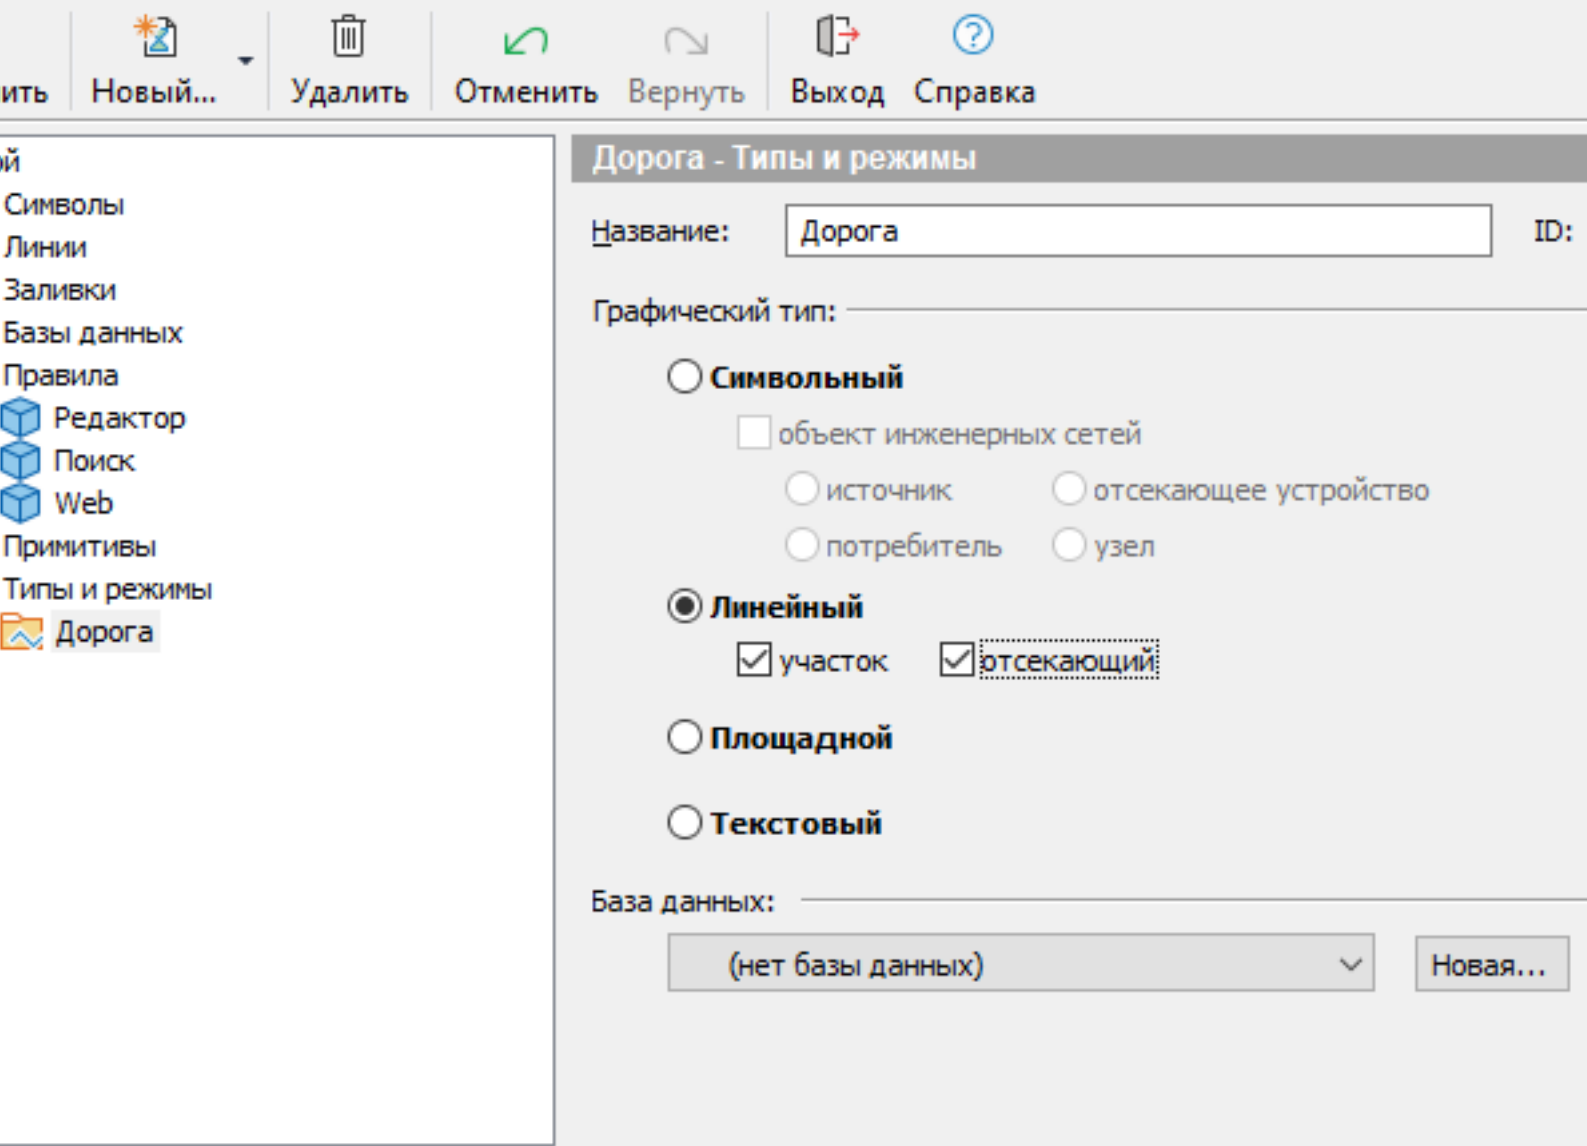 ить Новый... Удалить Отменить Вернуть Выход Справка
ой
Символы
Линии
Заливки
Базы данных
Правила
Редактор
Поиск
Web
Примитивы
Типы и режимы
Дорога
Дорога - Типы и режимы
Название: Дорога ID:
Графический тип:
Символьный
объект инженерных сетей
источник отсекающее устройство
потребитель узел
Линейный
участок отсекающий
Площадной
Текстовый
База данных:
(нет базы данных) Новая...